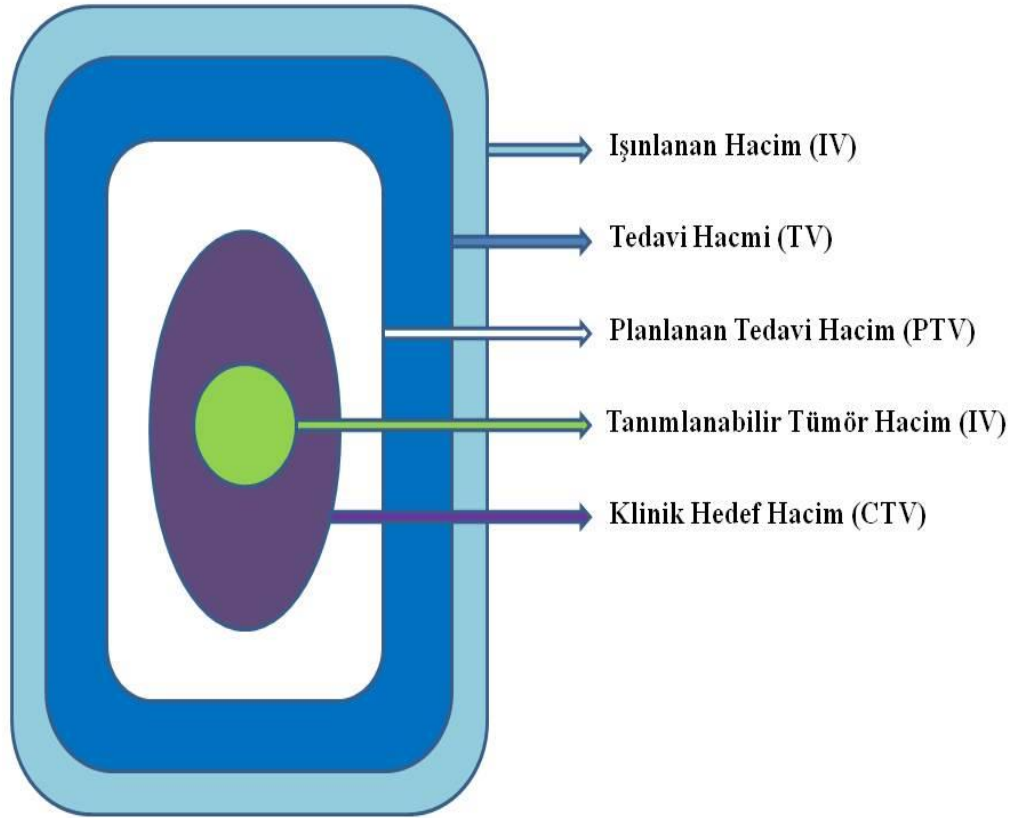 Işınlanan Hacim (IV)
Tedavi Hacmi (TV)
Planlanan Tedavi Hacim (PTV)
Tanımlanabilir Tümör Hacim (IV)
Klinik Hedef Hacim (CTV)